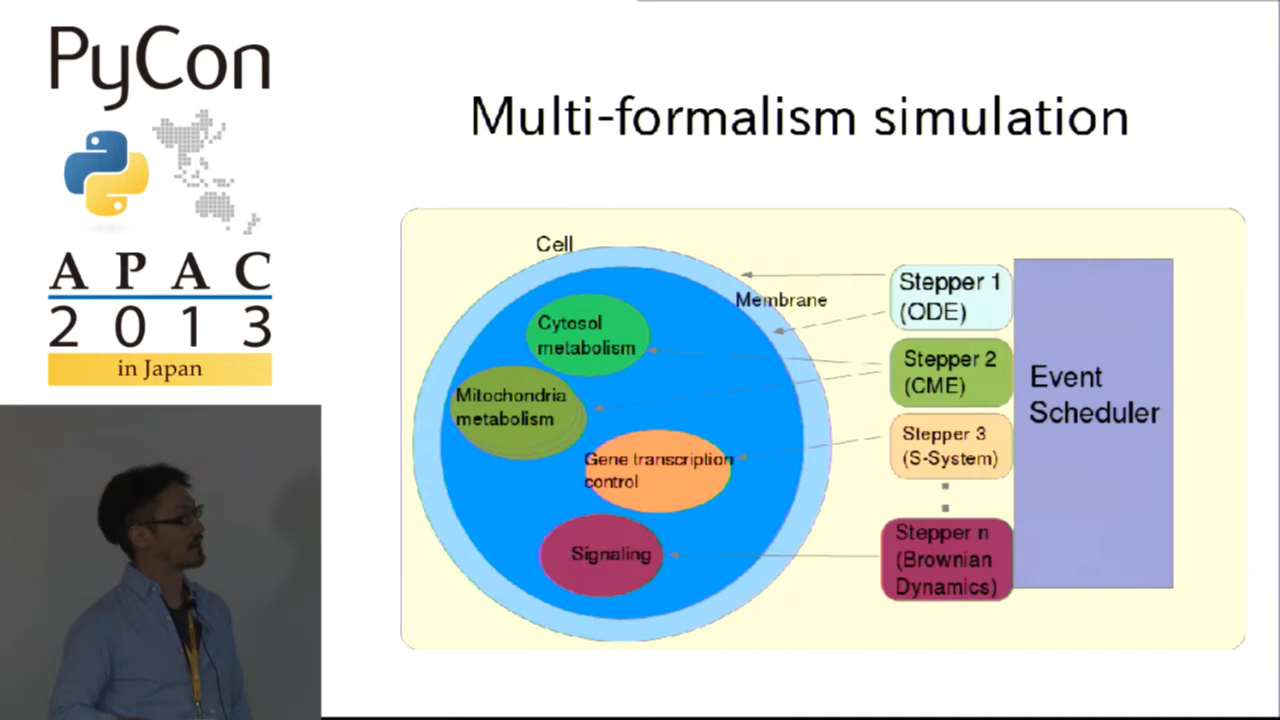 PyCon
APAC
2013
in Japan
Multi-formalism simulation
Cell
Membrane
Cytosol
metabolism
Mitochondria
metabolism
Gene transcription
control
Signaling
Stepper 1
(ODE)
Stepper 2
(CME)
Stepper 3
(S-System)
Stepper n
(Brownian
Dynamics)
Event
Scheduler